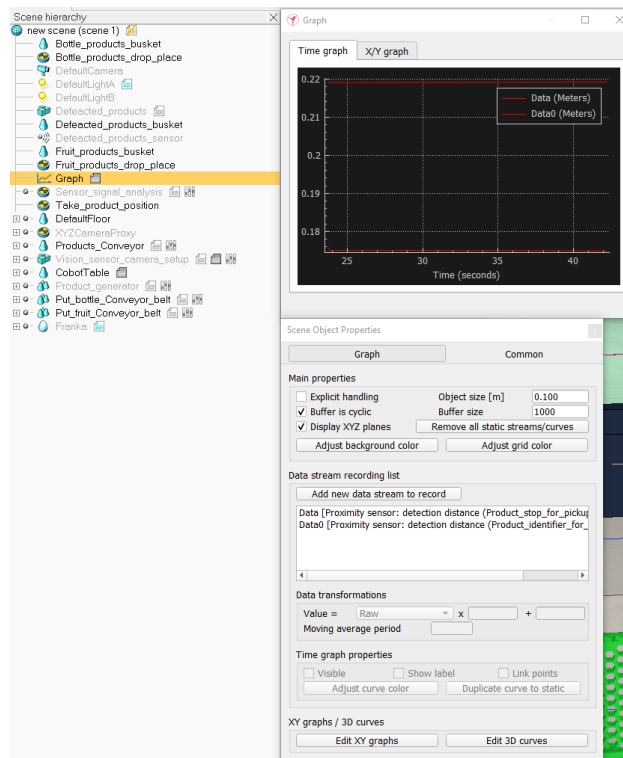 Scene hierarchy
new scene (scene 1)
Bottle_products_busket
Bottle_products_drop_place
DefaultCamera
DefaultLightA
DefaultLightB
Defeacted_products
Defeacted_products_busket
Defeacted_products_sensor
Fruit_products_busket
Fruit_products_drop_place
Graph
Sensor_signal_analysis
Take_product_position
DefaultFloor
XYZCameraProxy
Products_Conveyor
Vision_sensor_camera_setup
CobotTable
Product_generator
Put_bottle_Conveyor_belt
Put_fruit_Conveyor_belt
Franka
Graph
Time graph X/Y graph
0.22
Data (Meters)
Data0 (Meters)
0.21
0.2
0.19
0.18
25 30 35 40
Time (seconds)
Scene Object Properties
Graph Common
Main properties
Explicit handling Object size [m] 0.100
Buffer is cyclic Buffer size 1000
Display XYZ planes Remove all static streams/curves
Adjust background color Adjust grid color
Data stream recording list
Add new data stream to record
Data [Proximity sensor: detection distance (Product_stop_for_pickup
Data0 [Proximity sensor: detection distance (Product_identifier_for_
Data transformations
Value = Raw x +
Moving average period
Time graph properties
Visible Show label Link points
Adjust curve color Duplicate curve to static
XY graphs / 3D curves
Edit XY graphs Edit 3D curves